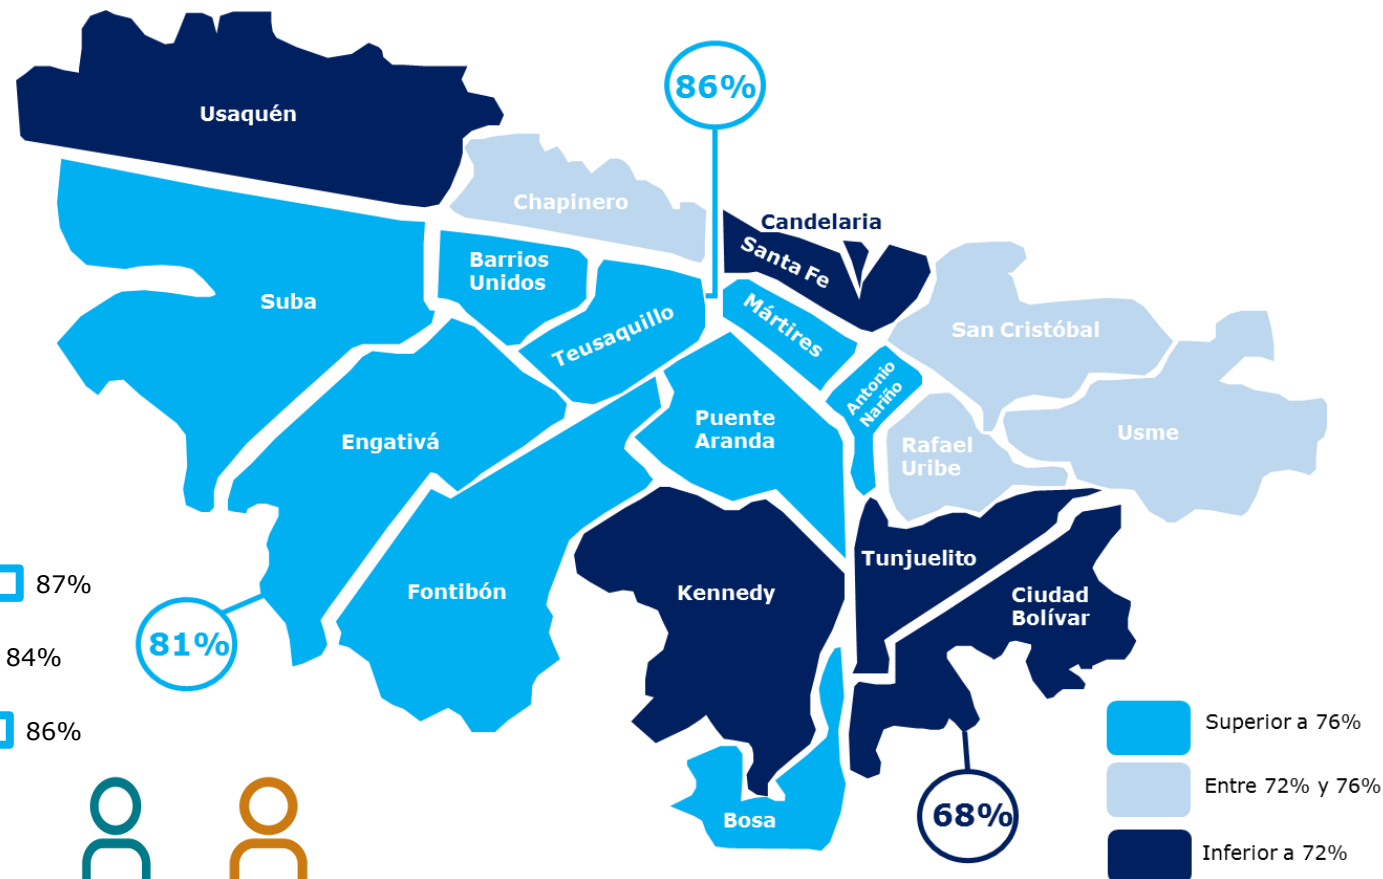 86%
Usaquén
Chapinero
Candelaria
Santa Fe
Barrios
Unidos
Suba
Teusaquillo
Mártires
San Cristóbal
Antonio
Nariño
Puente
Aranda
Engativá
Rafael
Uribe
Usme
Tunjuelito
Fontibón
Kennedy
Ciudad
Bolívar
87%
81%
84%
86%
Bosa
68%
Superior a 76%
Entre 72% y 76%
Inferior a 72%